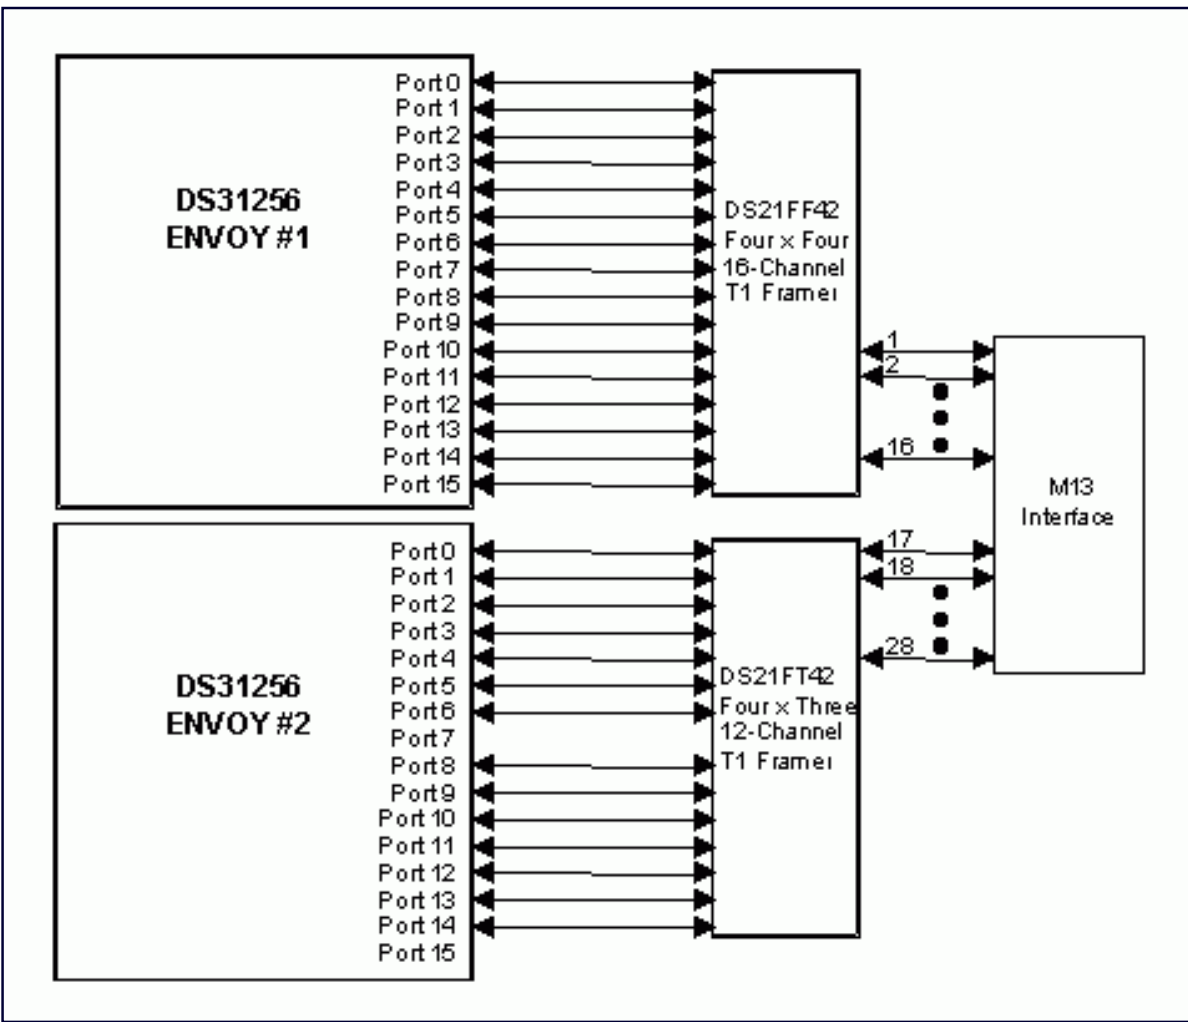 Port 0
Port 1
Port 2
Port 3
Port 4
Port 5
Port 6
Port 7
Port 8
Port 9
Port 10
Port 11
Port 12
Port 13
Port 14
Port 15
DS31256
ENVOY #1
DS21FF42
Four x Four
16-Channel
T1 Framer
1
2
16
M13
Interface
17
18
28
Port 0
Port 1
Port 2
Port 3
Port 4
Port 5
Port 6
Port 7
Port 8
Port 9
Port 10
Port 11
Port 12
Port 13
Port 14
Port 15
DS31256
ENVOY #2
DS21FT42
Four x Three
12-Channel
T1 Framer